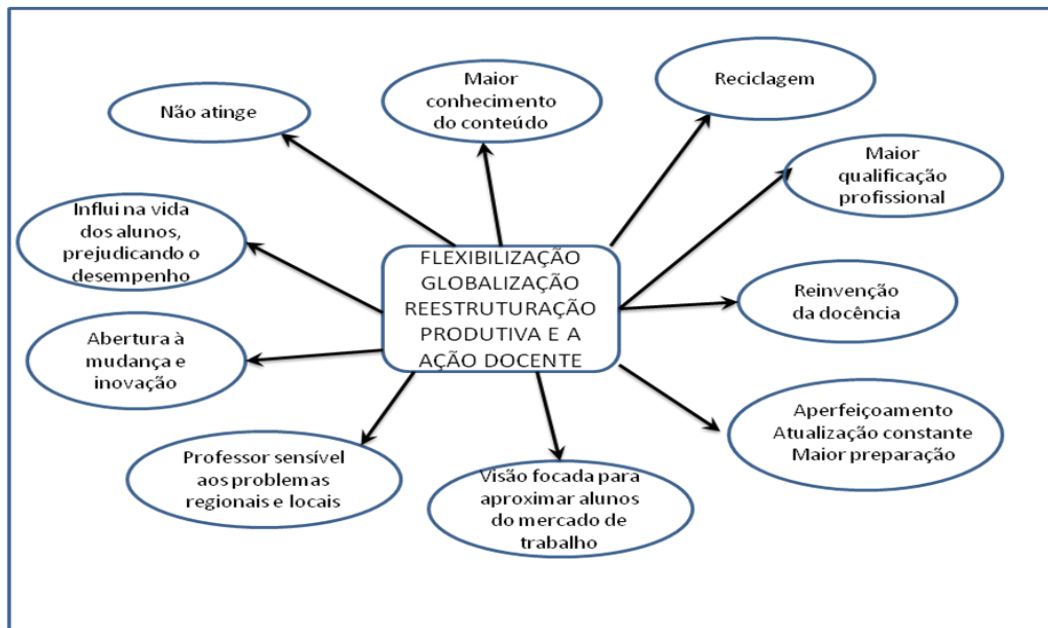 Não atinge
Maior
conhecimento
do conteúdo
Reciclagem
Maior
qualificação
profissional
Influi na vida
dos alunos,
prejudicando o
desempenho
FLEXIBILIZAÇÃO
GLOBALIZAÇÃO
REESTRUTURAÇÃO
PRODUTIVA E A
AÇÃO DOCENTE
Reinvenção
da docência
Abertura à
mudança e
inovação
Aperfeiçoamento
Atualização constante
Maior preparação
Professor sensível
aos problemas
regionais e locais
Visão focada para
aproximar alunos
do mercado de
trabalho